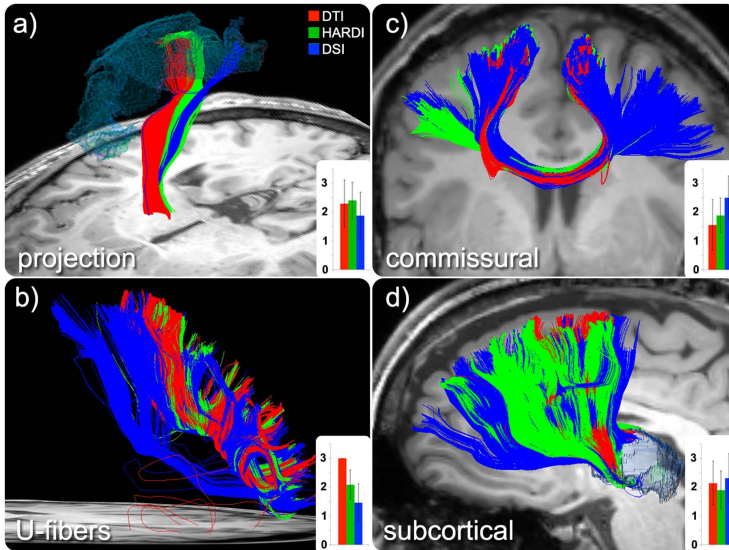 a)
DTI
HARDI
DSI
3
2
1
0
projection
c)
3
2
1
0
commissural
b)
3
2
1
0
U-fibers
d)
3
2
1
0
subcortical